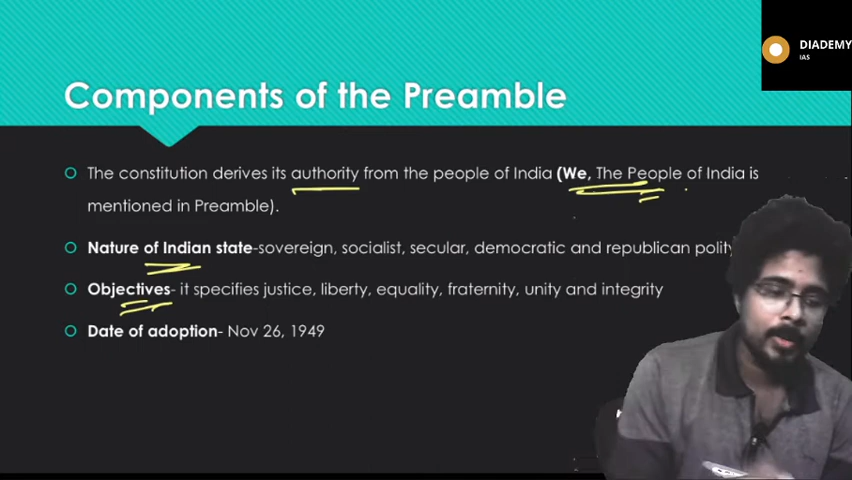 DIADEMY
IAS
Components of the Preamble
The constitution derives its authority from the people of India (We, The People of India is
mentioned in Preamble).
Nature of Indian state-sovereign, socialist, secular, democratic and republican polity
Objectives- it specifies justice, liberty, equality, fraternity, unity and integrity
Date of adoption- Nov 26, 1949